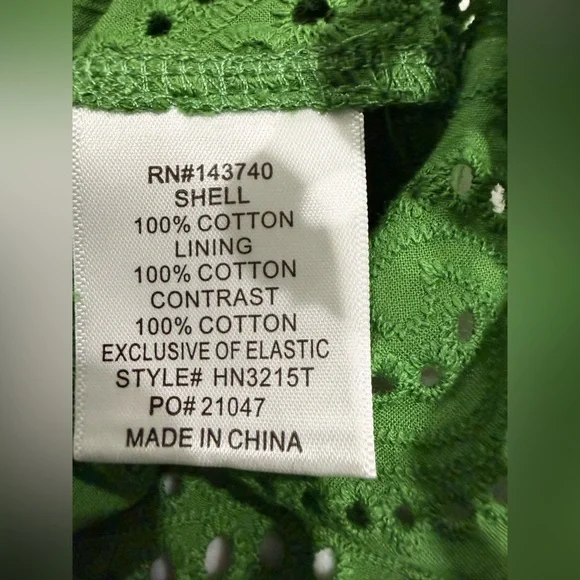 RN#143740
SHELL
100% COTTON
LINING
100% COTTON
CONTRAST
100% COTTON
EXCLUSIVE OF ELASTIC
STYLE# HN3215T
PO# 21047
MADE IN CHINA